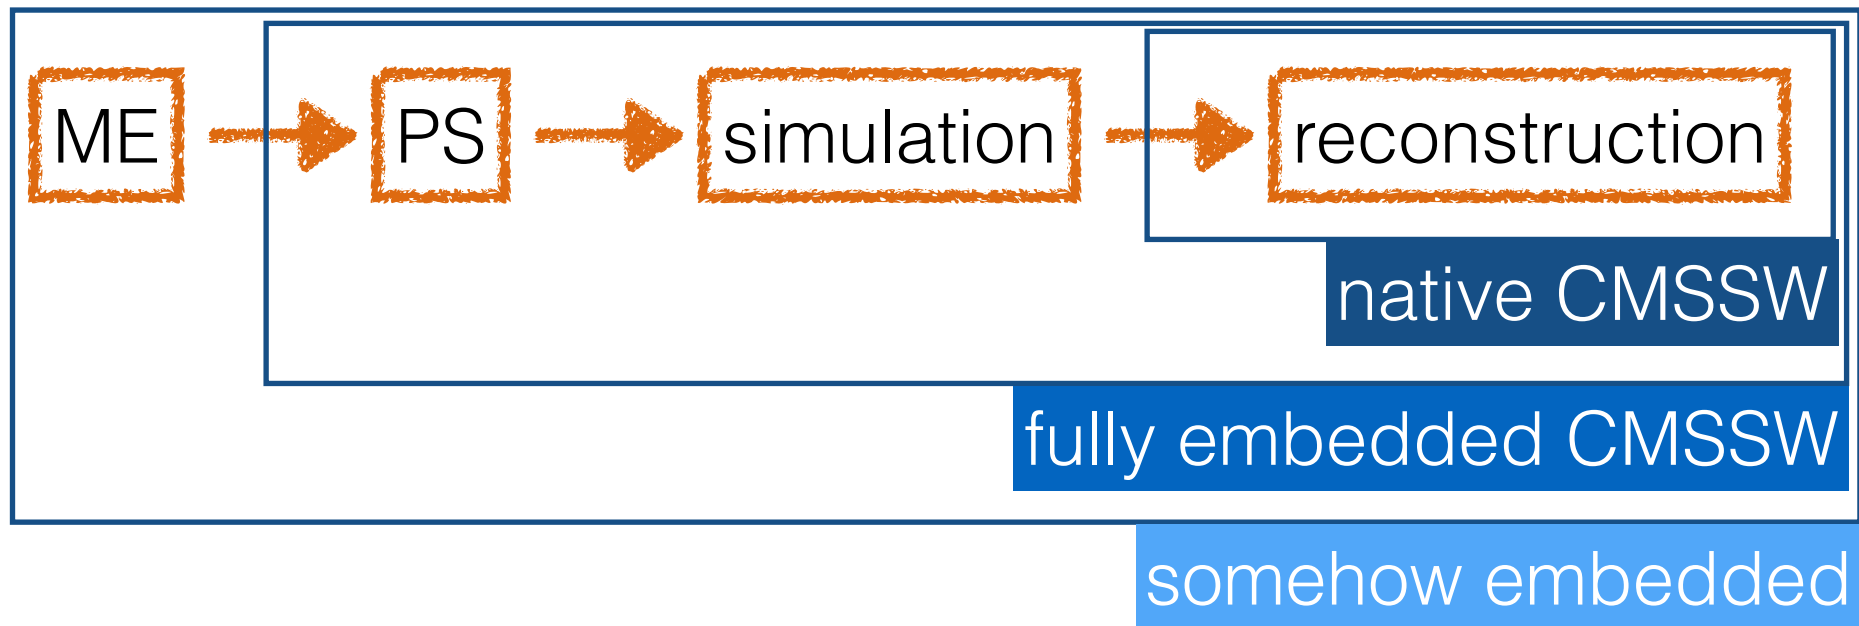 ME PS simulation reconstruction
native CMSSW
fully embedded CMSSW
somehow embedded